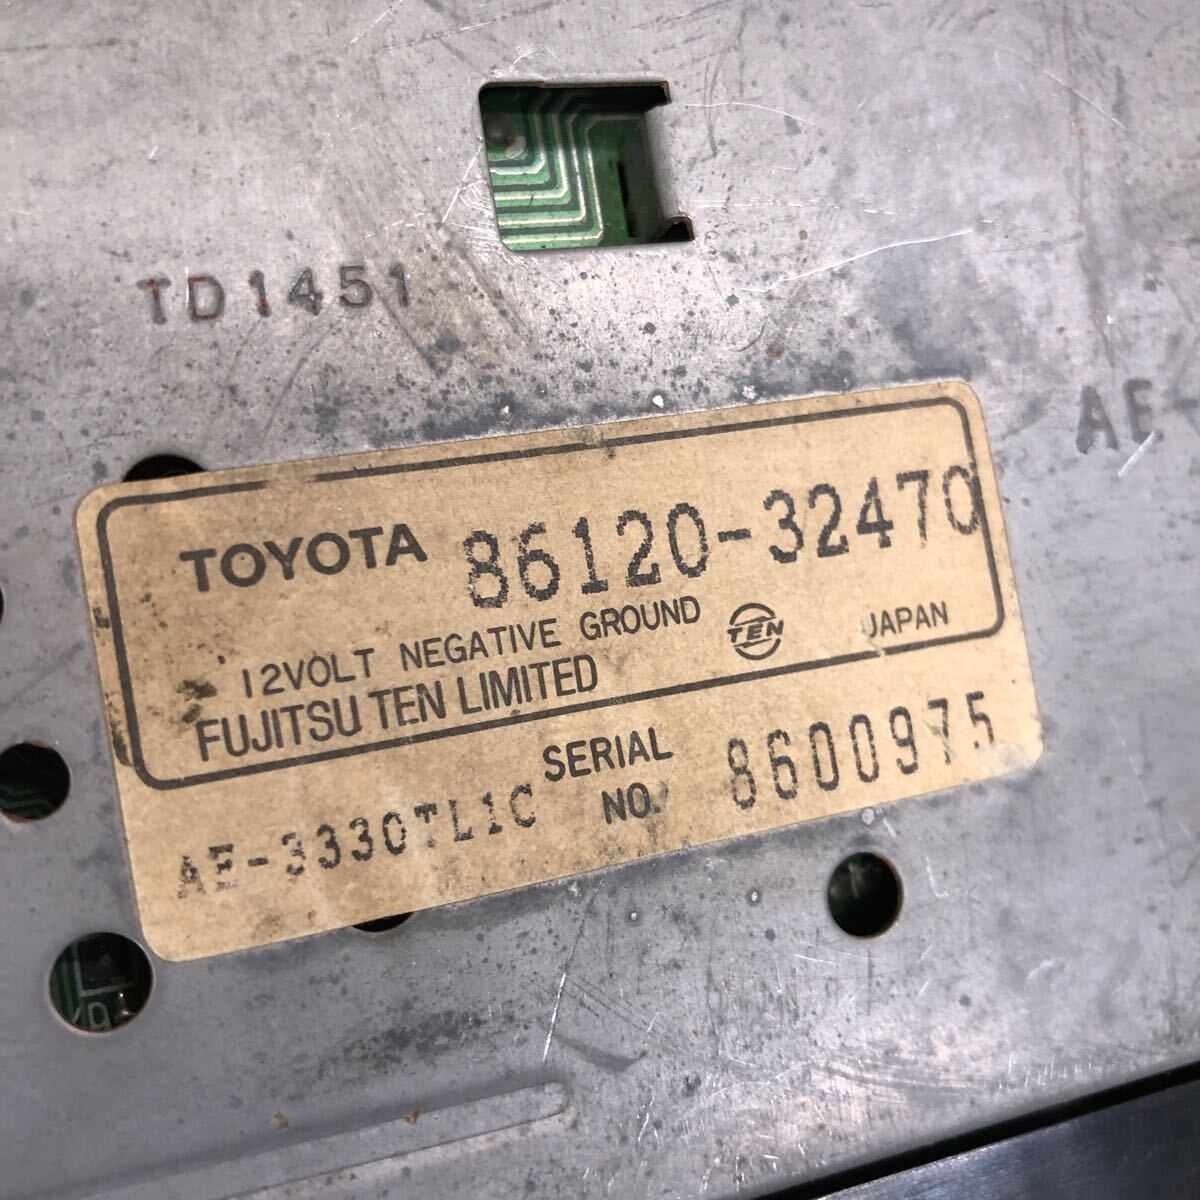 TD1451
AE-
TOYOTA 86120-32470
12VOLT NEGATIVE GROUND TEN JAPAN
FUJITSU TEN LIMITED
AE-3330TL1C SERIAL NO. 8600975